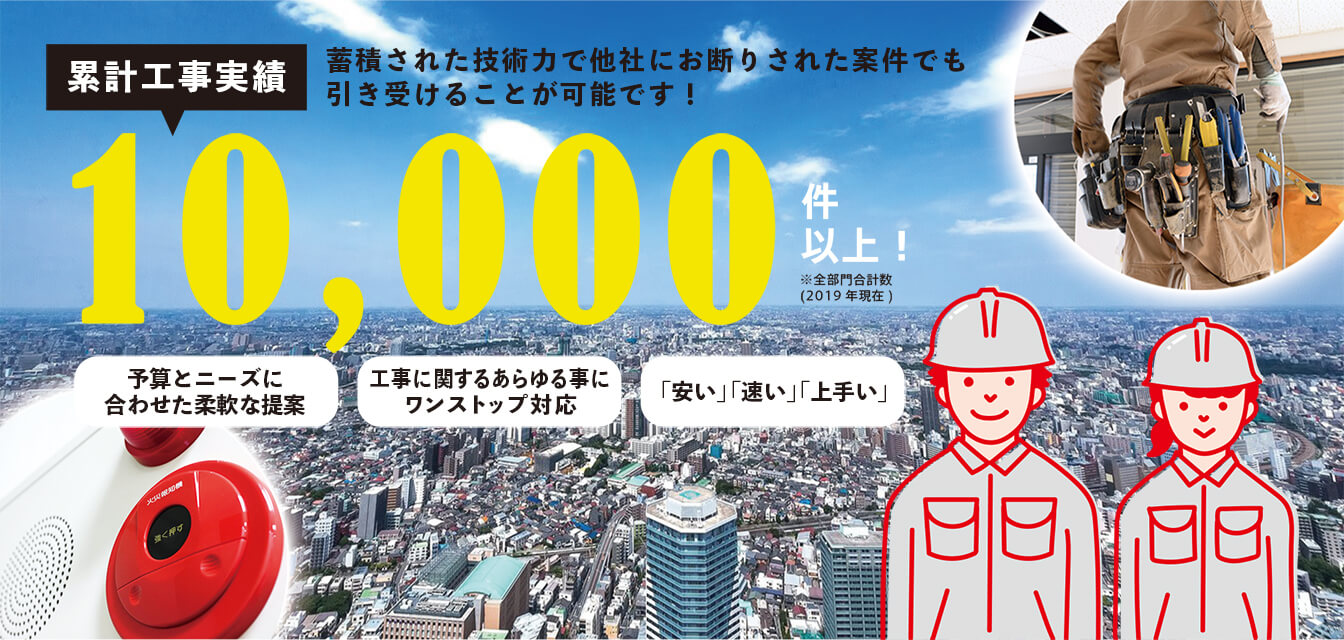 累計工事実績
蓄積された技術力で他社にお断りされた案件でも
引き受けることが可能です！
10,000
件
以上！
※全部門合計数
(2019年現在)
予算とニーズに
合わせた柔軟な提案
工事に関するあらゆる事に
ワンストップ対応
「安い」「速い」「上手い」
火災報知機
強く押す